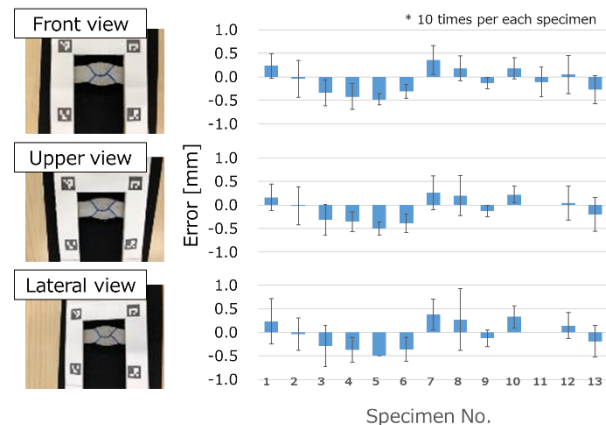 Front view
* 10 times per each specimen
1.0
0.5
0.0
-0.5
-1.0
Upper view
1.0
0.5
0.0
-0.5
-1.0
Error [mm]
Lateral view
1.0
0.5
0.0
-0.5
-1.0
1 2 3 4 5 6 7 8 9 10 11 12 13
Specimen No.